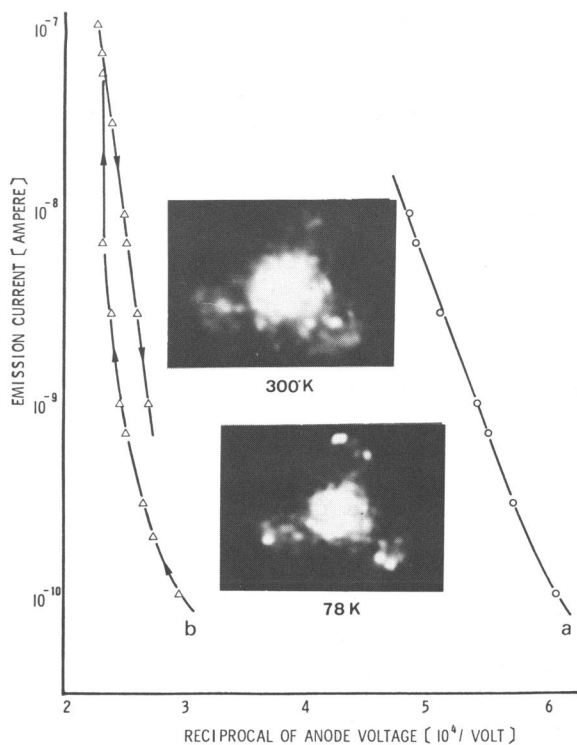 EMISSION CURRENT [ AMPERE ]
10⁻⁷
10⁻⁸
10⁻⁹
10⁻¹⁰
300°K
78 K
b
a
2 3 4 5 6
RECIPROCAL OF ANODE VOLTAGE [ 10⁴/ VOLT ]